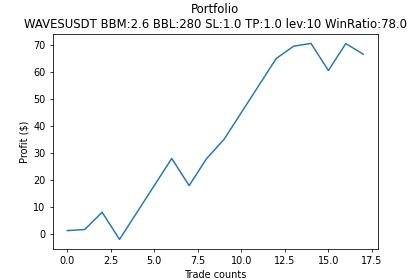 Portfolio
WAVESUSDT BBM:2.6 BBL:280 SL:1.0 TP:1.0 lev:10 WinRatio:78.0
70
60
50
40
30
20
10
0
Profit ($)
0.0 2.5 5.0 7.5 10.0 12.5 15.0 17.5
Trade counts